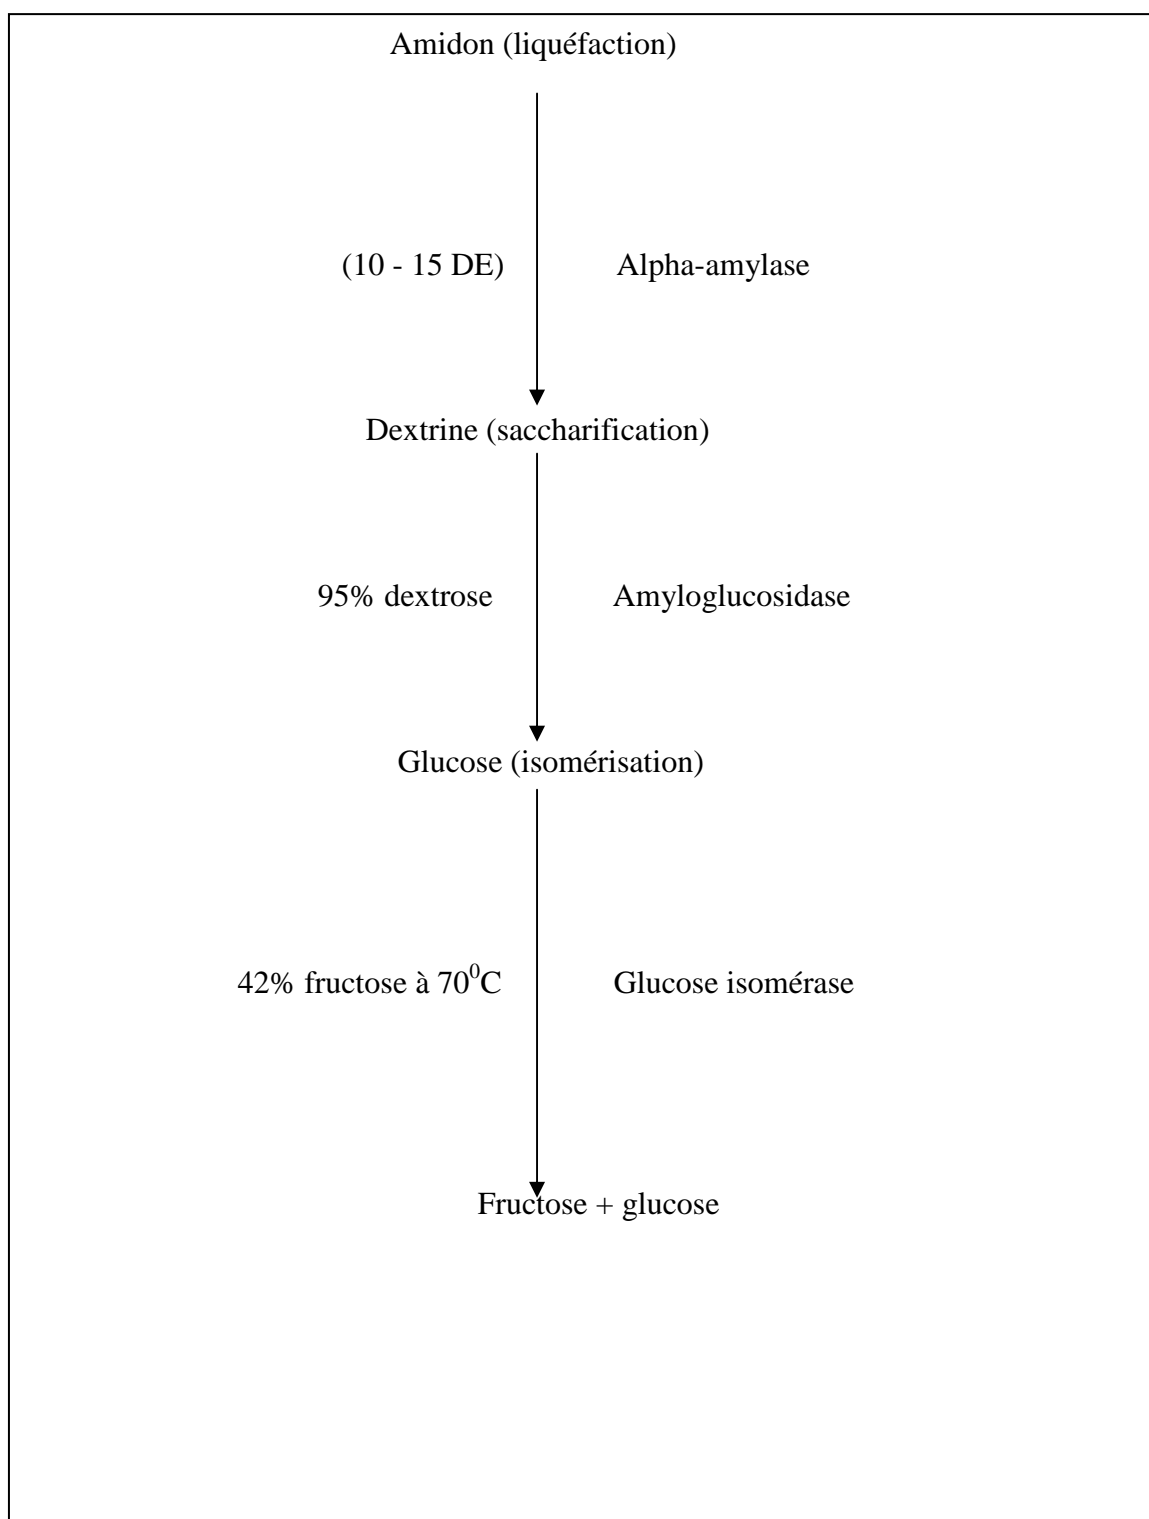 Amidon (liquéfaction)
(10 - 15 DE) Alpha-amylase
Dextrine (saccharification)
95% dextrose Amyloglucosidase
Glucose (isomérisation)
42% fructose à 70⁰C Glucose isomérase
Fructose + glucose